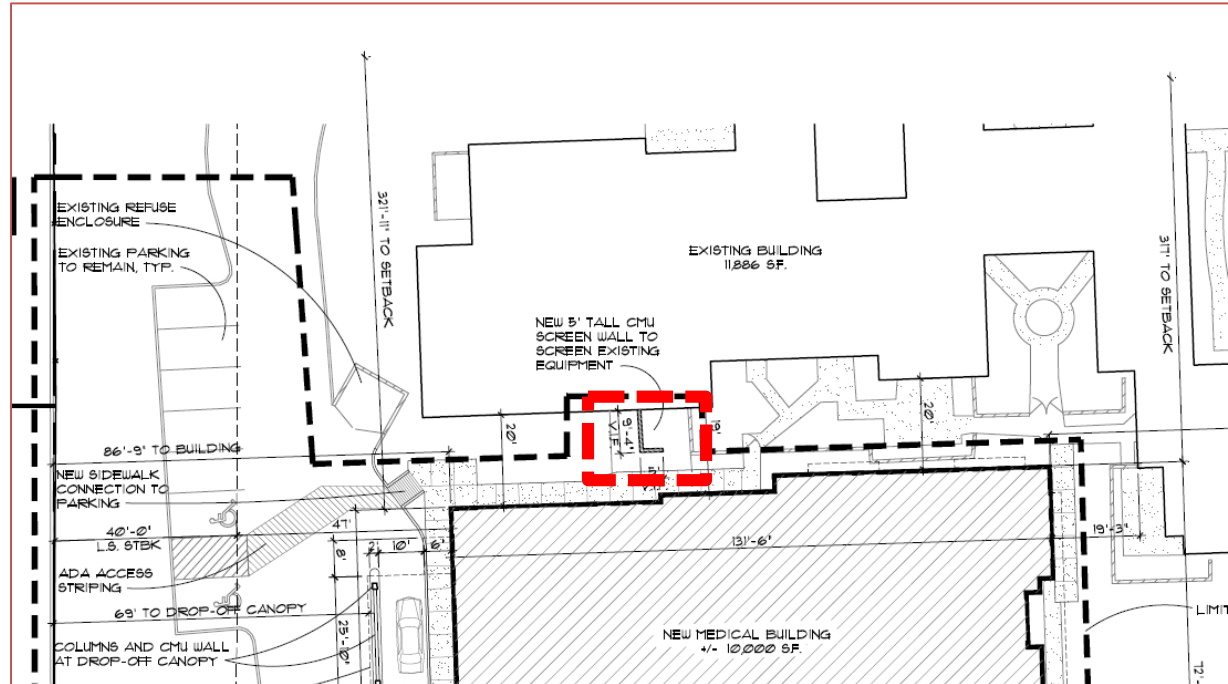 EXISTING REFUSE
ENCLOSURE
EXISTING PARKING
TO REMAIN, TYP.
321'-11" TO SETBACK
EXISTING BUILDING
11,886 SF.
317' TO SETBACK
NEW 5' TALL CMU
SCREEN WALL TO
SCREEN EXISTING
EQUIPMENT
20'
9'-4"
V.I.F.
19'
20'
86'-9" TO BUILDING
NEW SIDEWALK
CONNECTION TO
PARKING
40'-0"
L.S. STBK
47'
2'
10'
6'
8'
131'-6"
19'-3"
ADA ACCESS
STRIPING
69' TO DROP-OFF CANOPY
LIMIT
COLUMNS AND CMU WALL
AT DROP-OFF CANOPY
25'-10"
NEW MEDICAL BUILDING
+/- 10,000 SF.
72'-